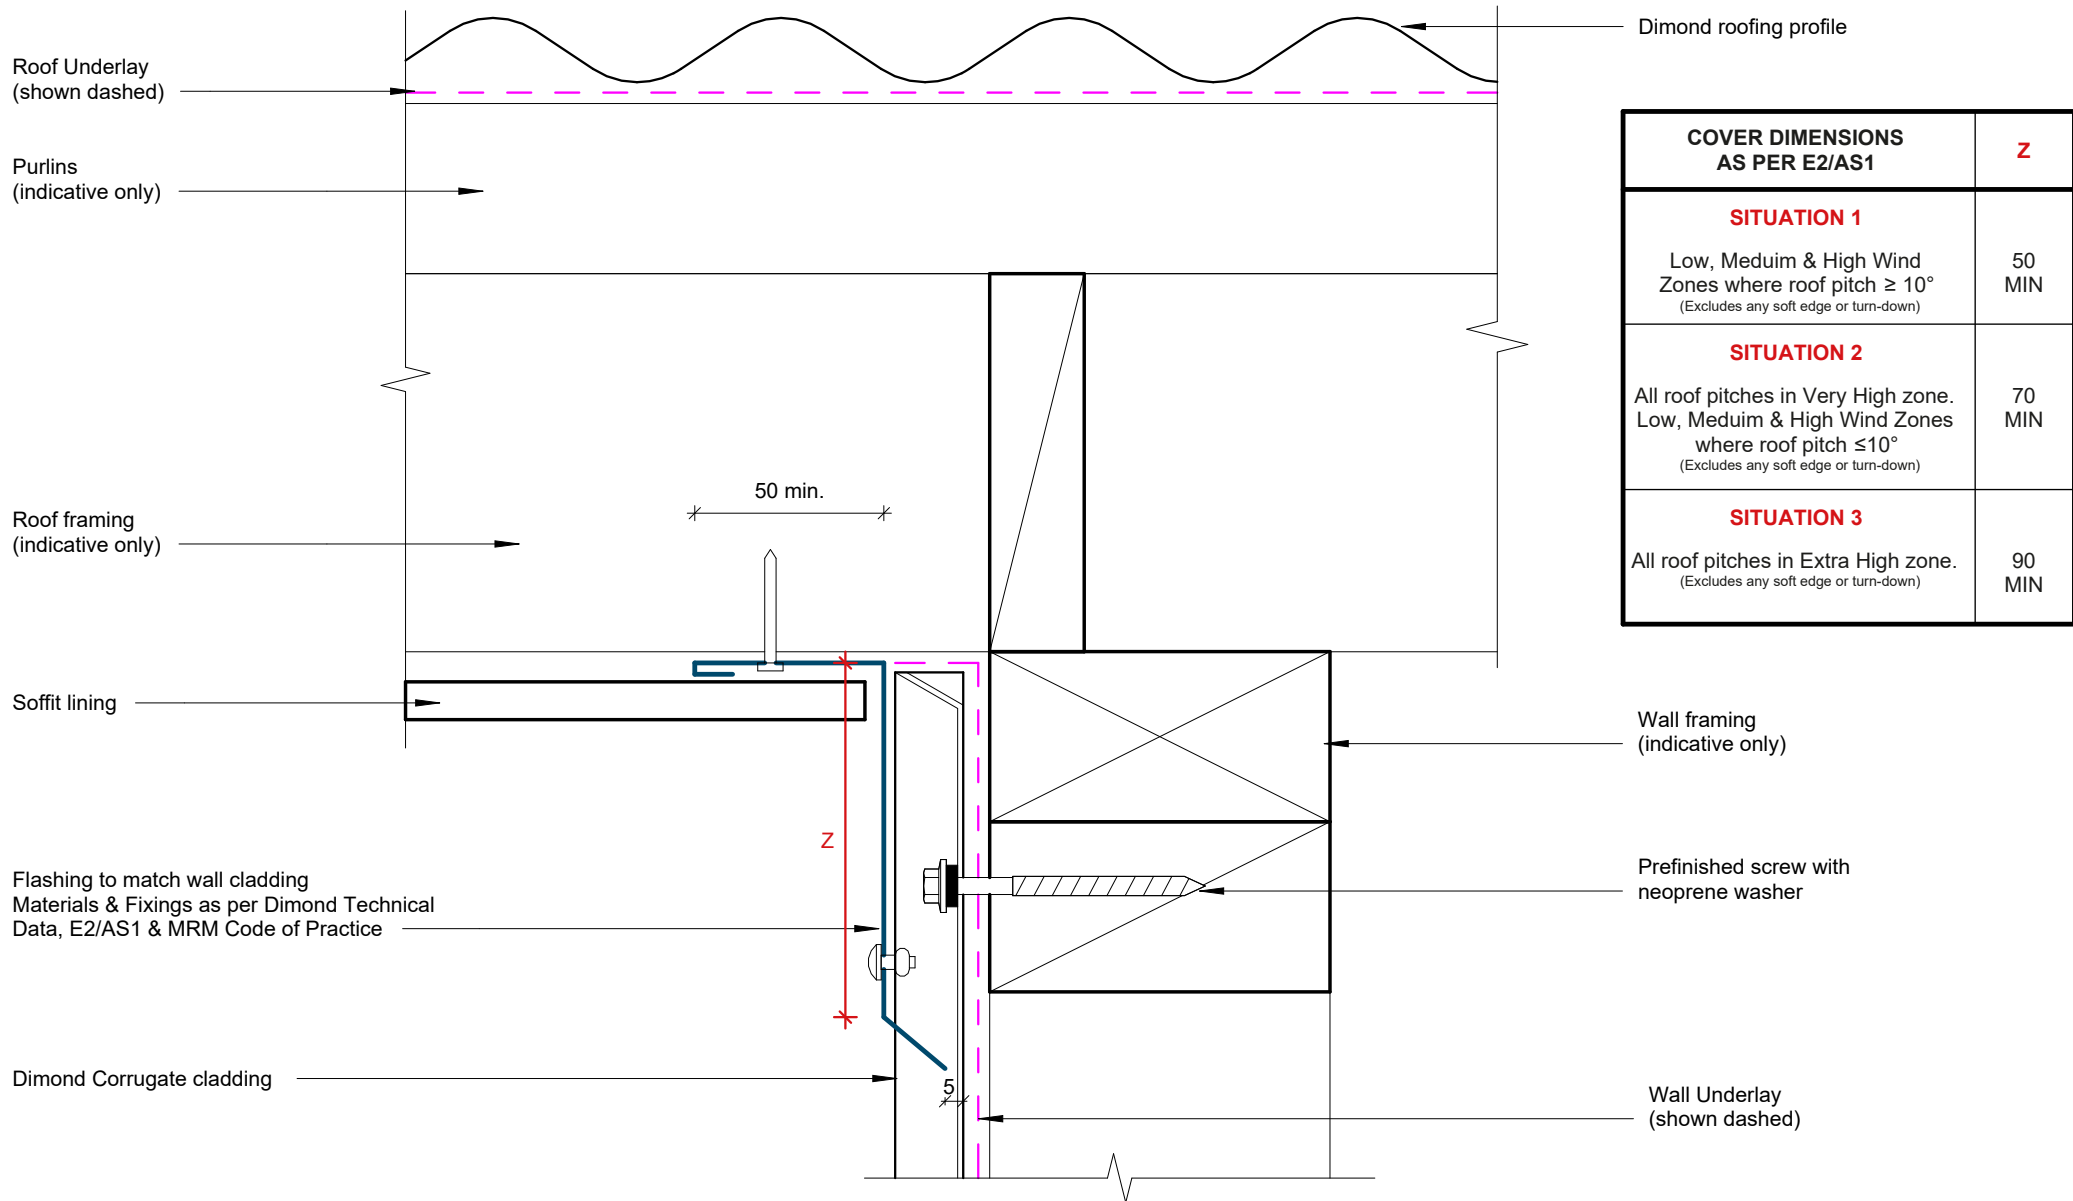 Dimond roofing profile
Roof Underlay
(shown dashed)
Purlins
(indicative only)
COVER DIMENSIONS
AS PER E2/AS1
Z
SITUATION 1
Low, Meduim & High Wind
Zones where roof pitch ≥ 10°
(Excludes any soft edge or turn-down)
50
MIN
SITUATION 2
All roof pitches in Very High zone.
Low, Meduim & High Wind Zones
where roof pitch ≤10°
(Excludes any soft edge or turn-down)
70
MIN
SITUATION 3
All roof pitches in Extra High zone.
(Excludes any soft edge or turn-down)
90
MIN
50 min.
Roof framing
(indicative only)
Soffit lining
Wall framing
(indicative only)
Z
Flashing to match wall cladding
Materials & Fixings as per Dimond Technical
Data, E2/AS1 & MRM Code of Practice
Prefinished screw with
neoprene washer
Dimond Corrugate cladding
5
Wall Underlay
(shown dashed)